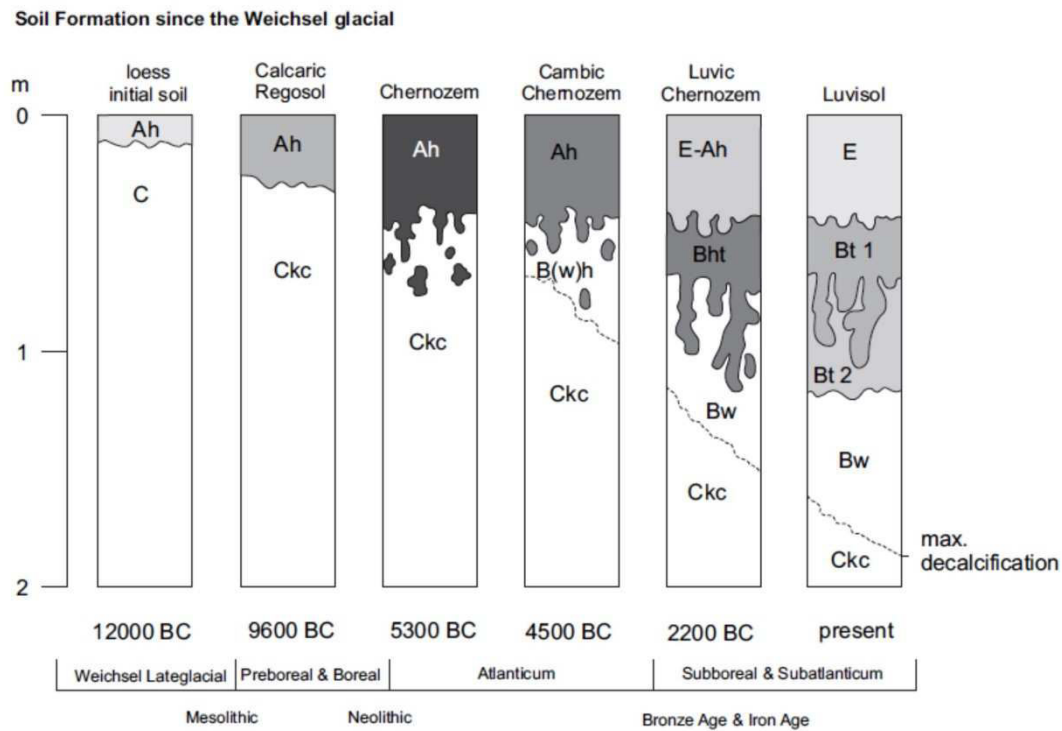 Soil Formation since the Weichsel glacial
m
0
1
2
loess
initial soil
Calcaric
Regosol
Chernozem
Cambic
Chernozem
Luvic
Chernozem
Luvisol
Ah
C
Ah
Ckc
Ah
Ckc
Ah
B(w)h
Ckc
E-Ah
Bht
Bw
Ckc
E
Bt 1
Bt 2
Bw
Ckc
max.
decalcification
12000 BC
9600 BC
5300 BC
4500 BC
2200 BC
present
Weichsel Lateglacial
Preboreal & Boreal
Atlanticum
Subboreal & Subatlanticum
Mesolithic
Neolithic
Bronze Age & Iron Age